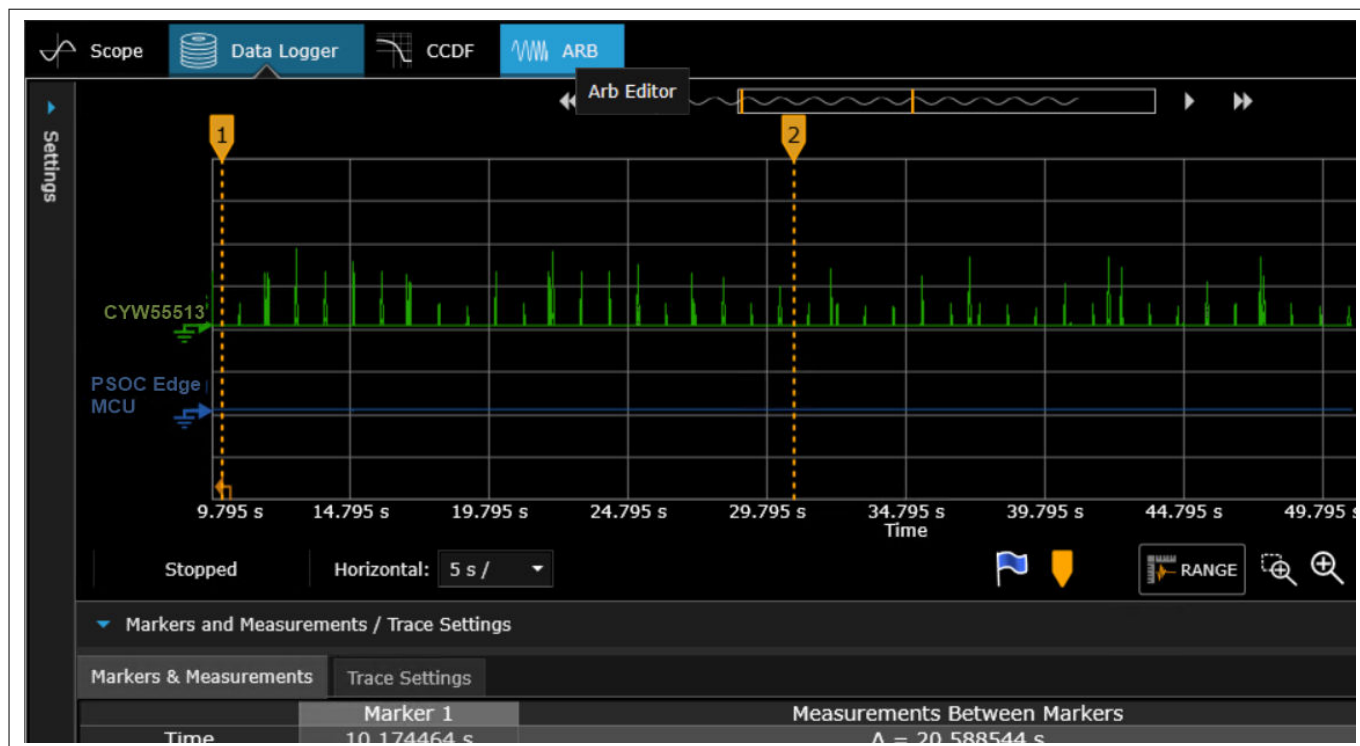 Scope Data Logger CCDF ARB
Arb Editor
Settings
1 2
CYW55513
PSOC Edge
MCU
9.795 s 14.795 s 19.795 s 24.795 s 29.795 s 34.795 s 39.795 s 44.795 s 49.795 s
Time
Stopped Horizontal: 5 s / RANGE
Markers and Measurements / Trace Settings
Markers & Measurements Trace Settings
Marker 1 Measurements Between Markers
Time 10.174464 s Δ = 20.588544 s